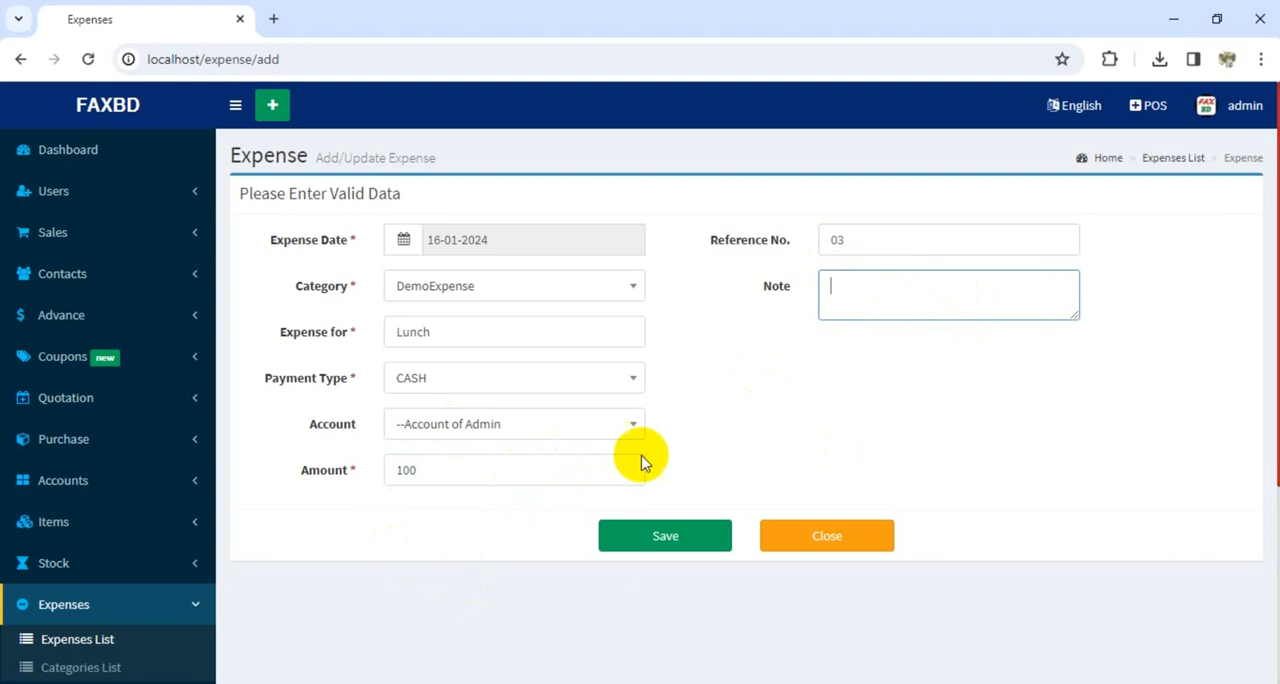 Expenses
localhost/expense/add
FAXBD
English
POS
FAX BD
admin
Dashboard
Users
Sales
Contacts
Advance
Coupons new
Quotation
Purchase
Accounts
Items
Stock
Expenses
Expenses List
Categories List
Expense Add/Update Expense
Home > Expenses List > Expense
Please Enter Valid Data
Expense Date * 16-01-2024
Category * DemoExpense
Expense for * Lunch
Payment Type * CASH
Account --Account of Admin
Amount * 100
Reference No. 03
Note
Save
Close